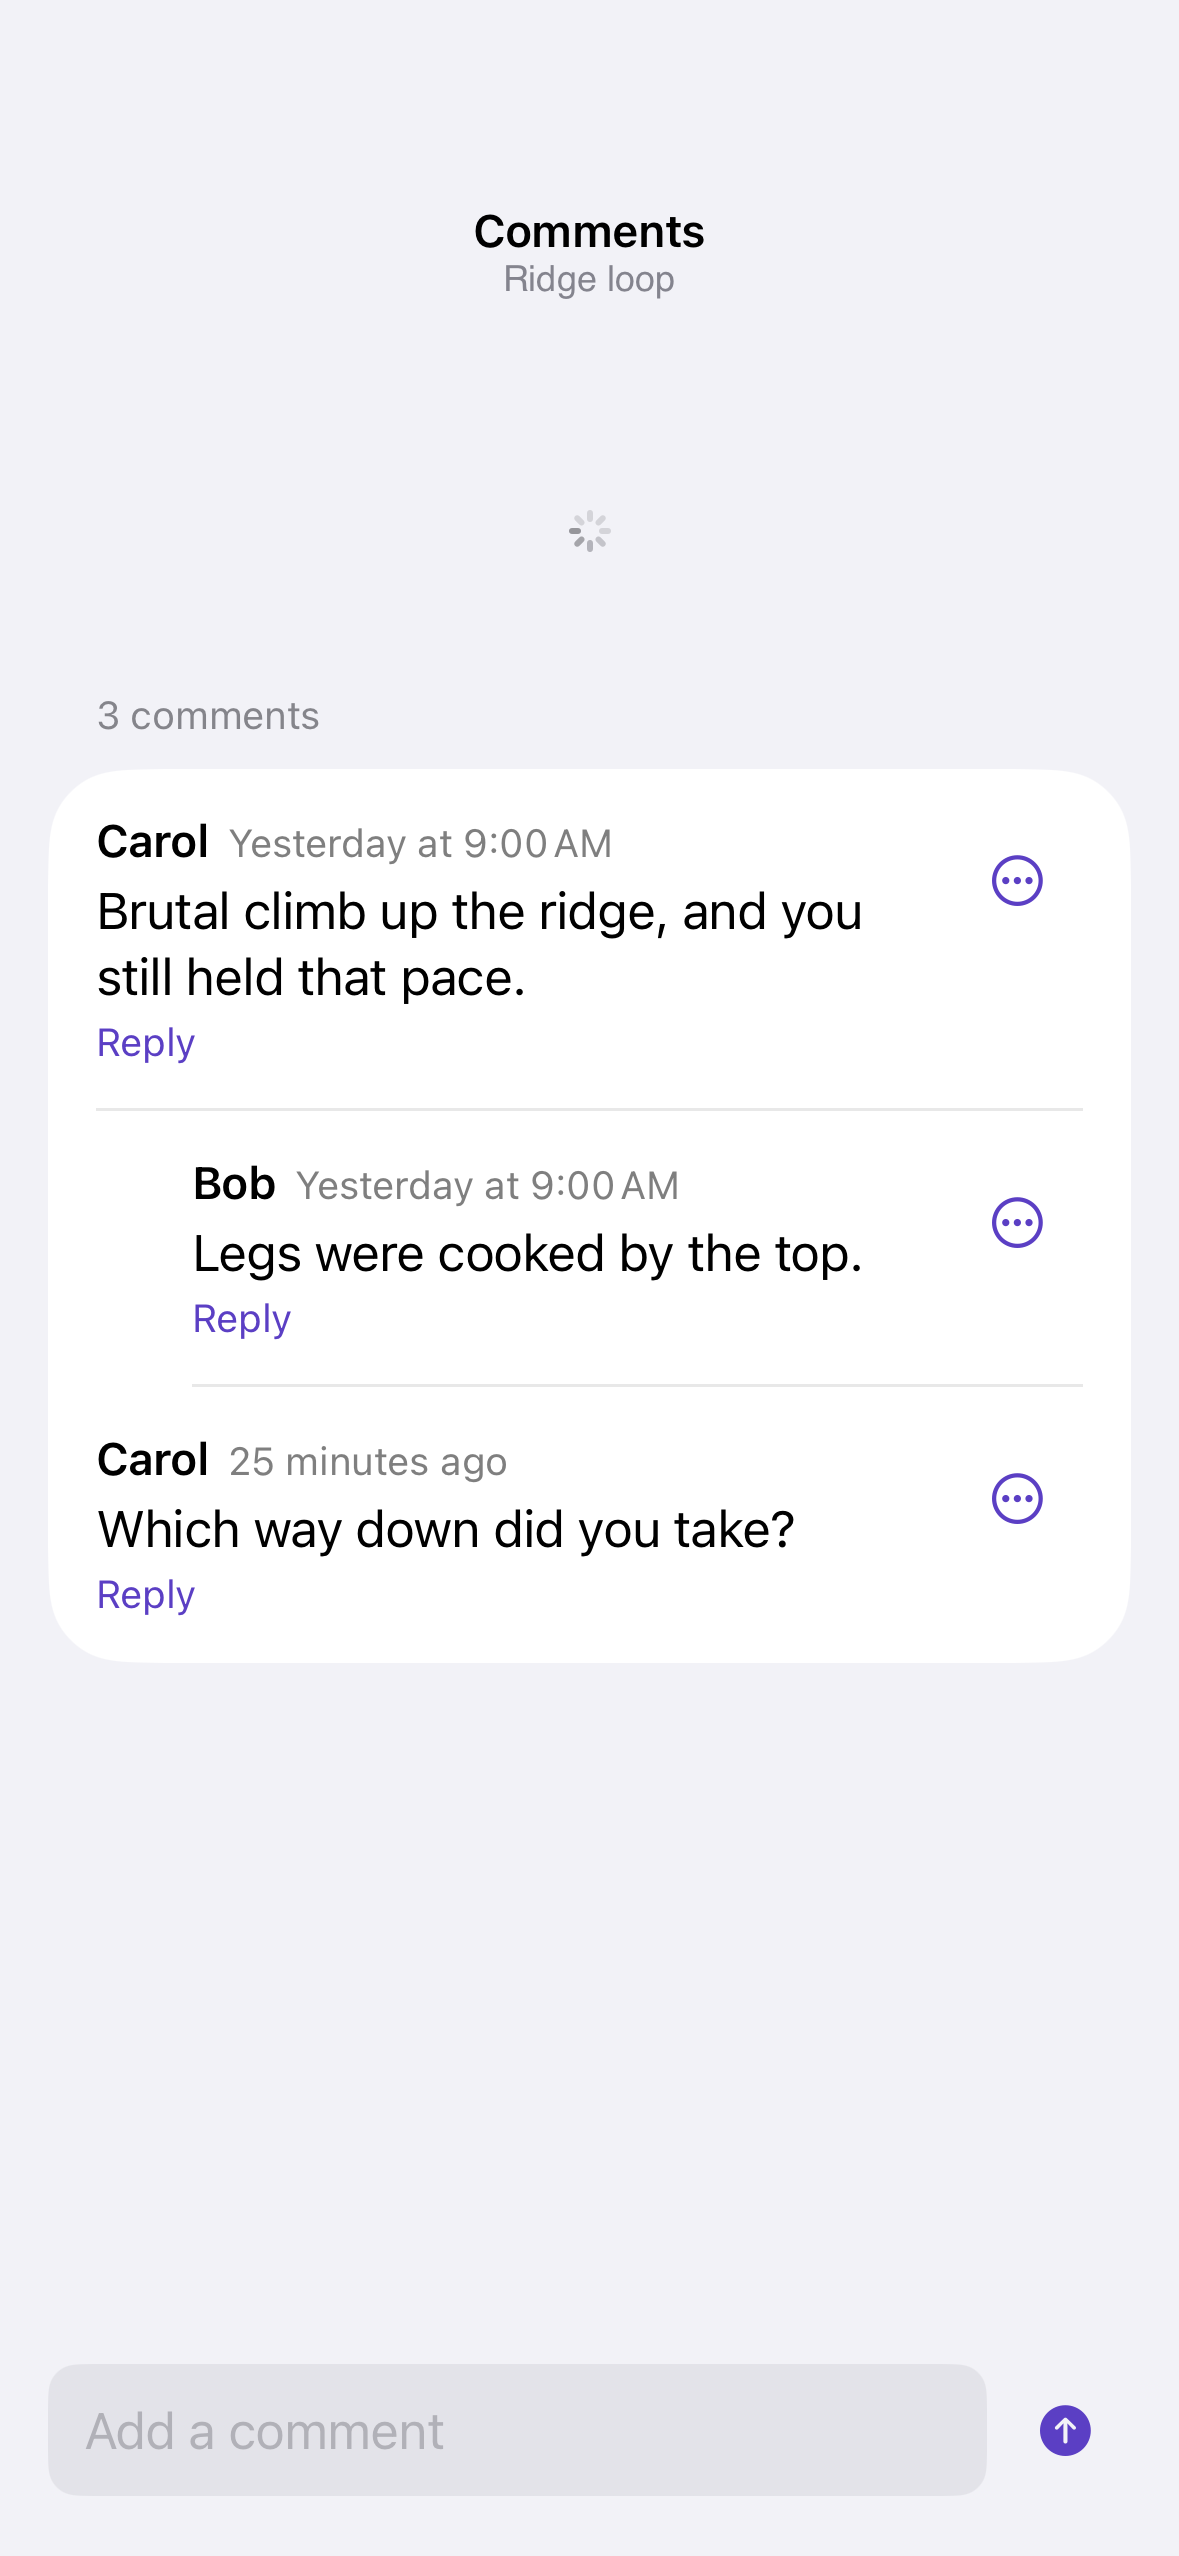 Comments
Ridge loop
3 comments
Carol Yesterday at 9:00 AM
Brutal climb up the ridge, and you
still held that pace.
Reply
Bob Yesterday at 9:00 AM
Legs were cooked by the top.
Reply
Carol 25 minutes ago
Which way down did you take?
Reply
Add a comment